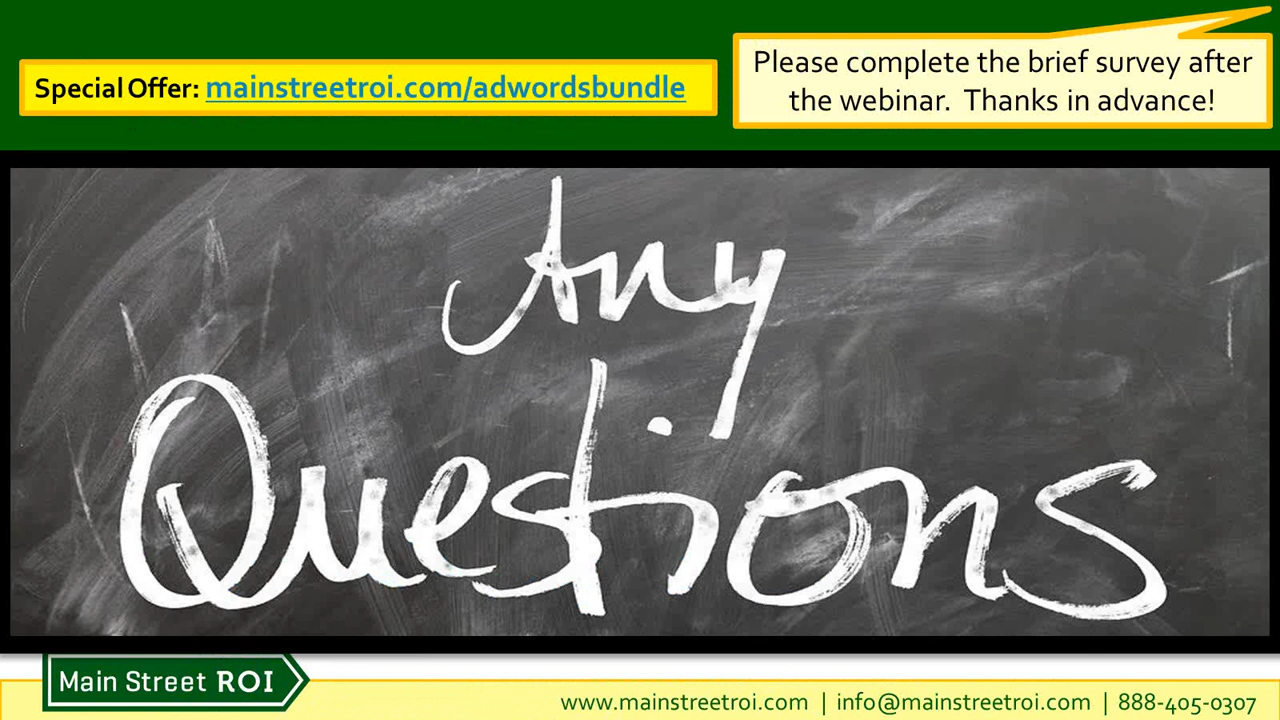 Special Offer: mainstreetroi.com/adwordsbundle
Please complete the brief survey after
the webinar. Thanks in advance!
Any
Questions
Main Street ROI
www.mainstreetroi.com | info@mainstreetroi.com | 888-405-0307